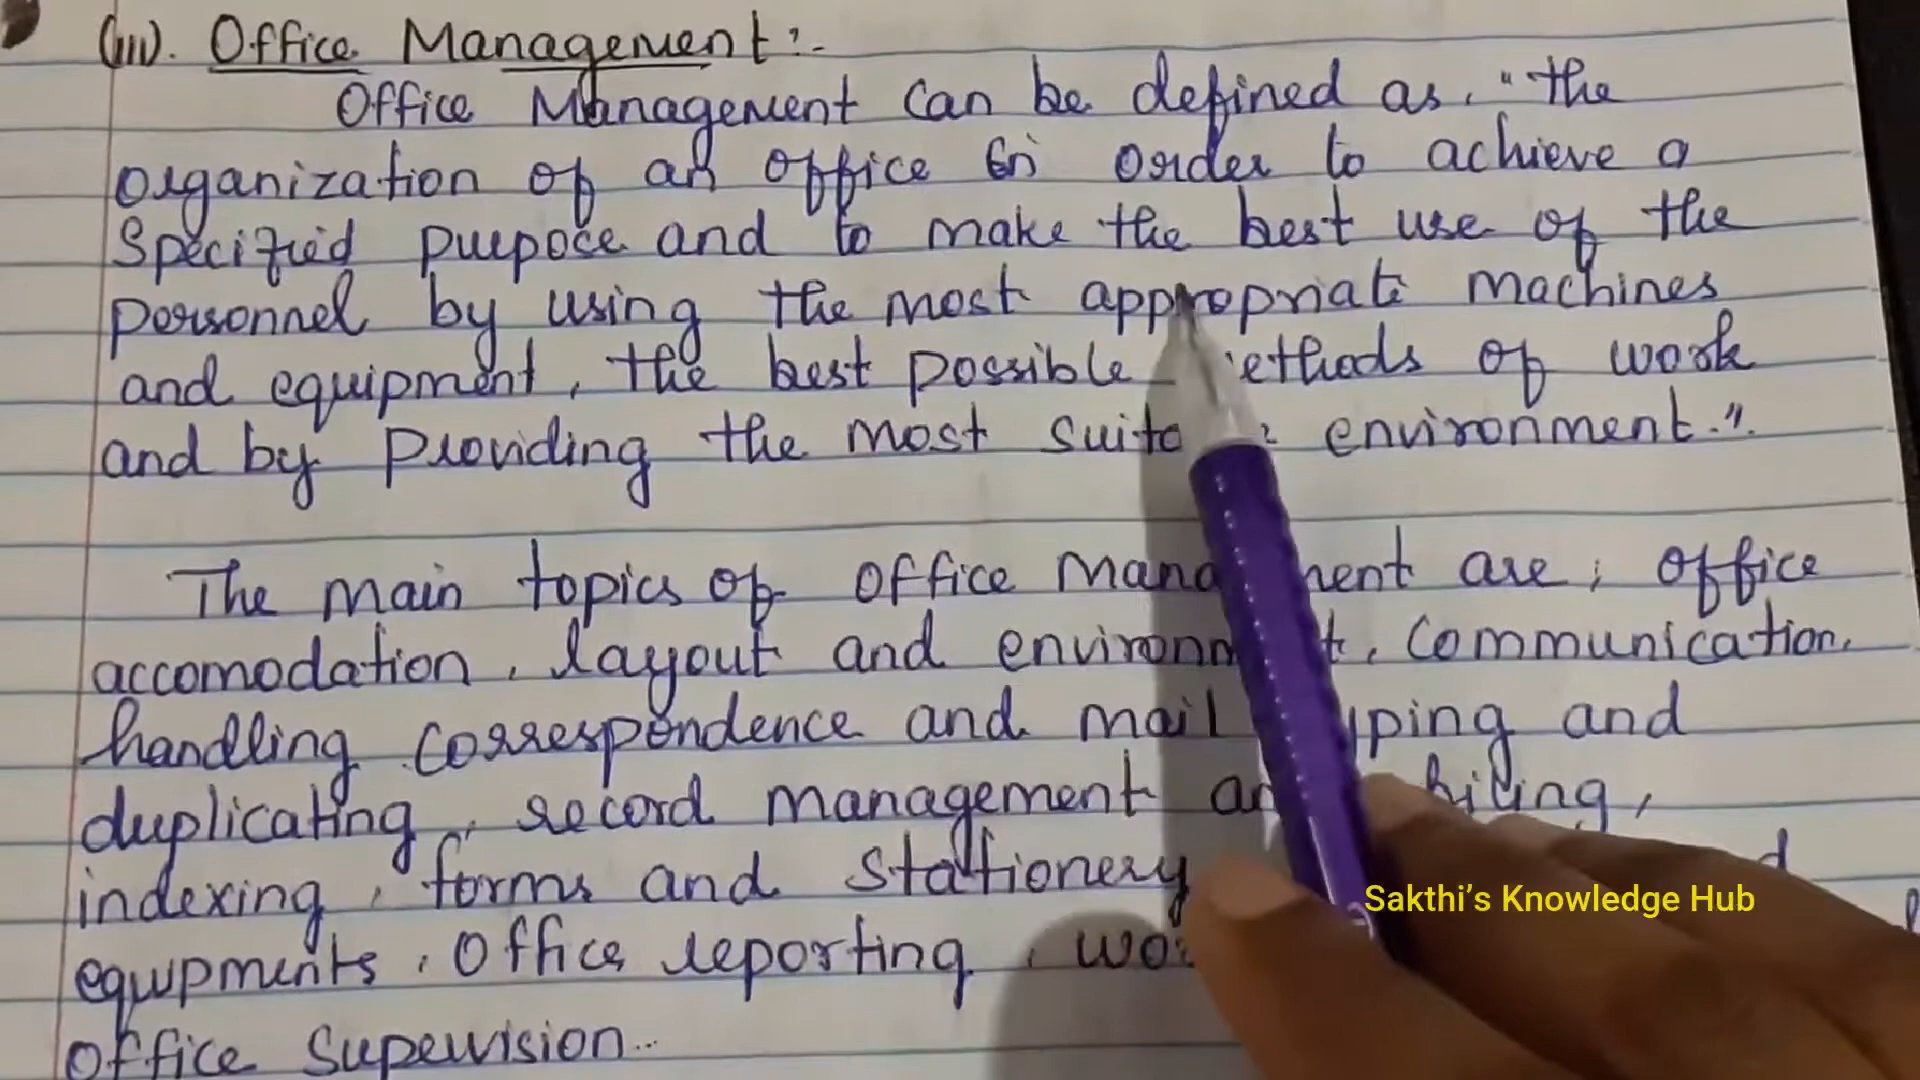 (iii). Office Management:-
Office Management can be defined as, "the
organization of an office in order to achieve a
Specified purpose and to make the best use of the
personnel by using the most appropriate machines
and equipment, the best possible methods of work
and by Providing the most environment.".
The main topics of Office Management are; Office
accomodation, layout and environment, Communication,
handling Correspondence and mail typing and
duplicating, record management and filing,
indexing, forms and Stationery
equipments, Office reporting,
Office Supervision...
Sakthi's Knowledge Hub